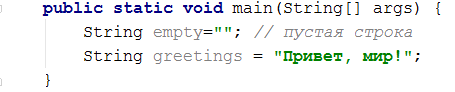 public static void main(String[] args) {
String empty=""; // пустая строка
String greetings = "Привет, мир!";
}